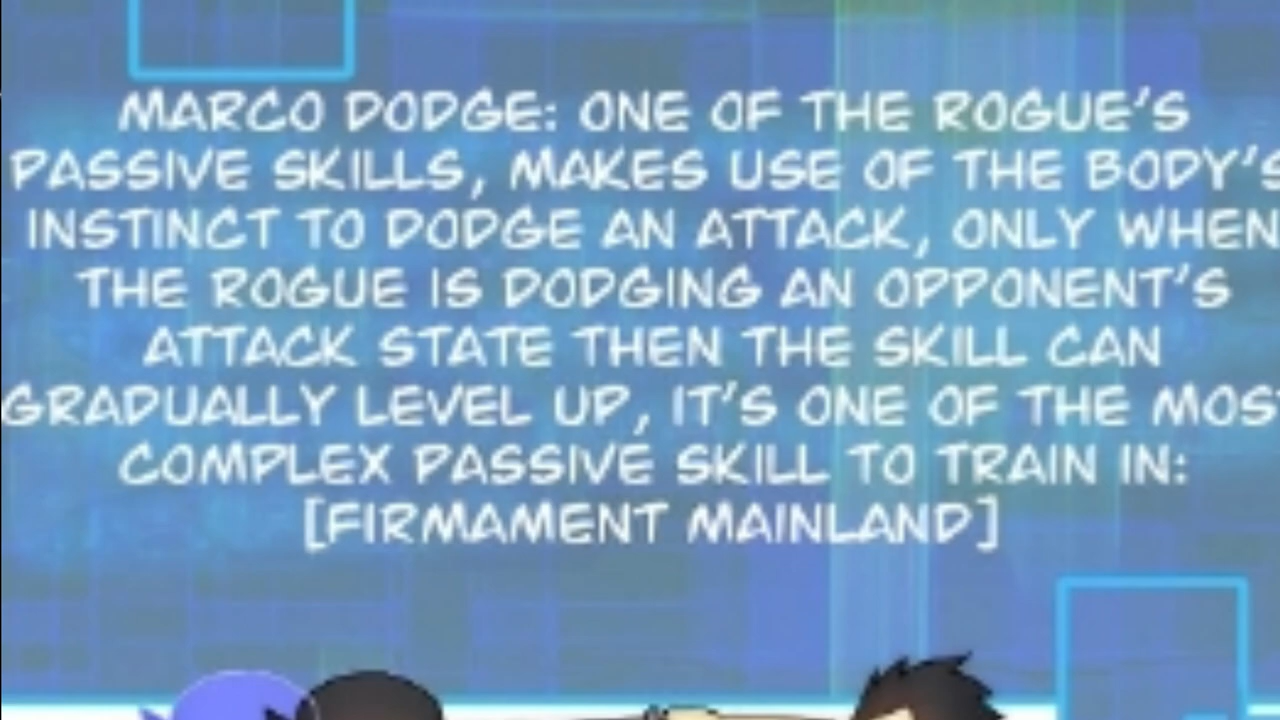 MARCO DODGE: ONE OF THE ROGUE'S
PASSIVE SKILLS, MAKES USE OF THE BODY'S
INSTINCT TO DODGE AN ATTACK, ONLY WHEN
THE ROGUE IS DODGING AN OPPONENT'S
ATTACK STATE THEN THE SKILL CAN
GRADUALLY LEVEL UP, IT'S ONE OF THE MOST
COMPLEX PASSIVE SKILL TO TRAIN IN:
[FIRMAMENT MAINLAND]